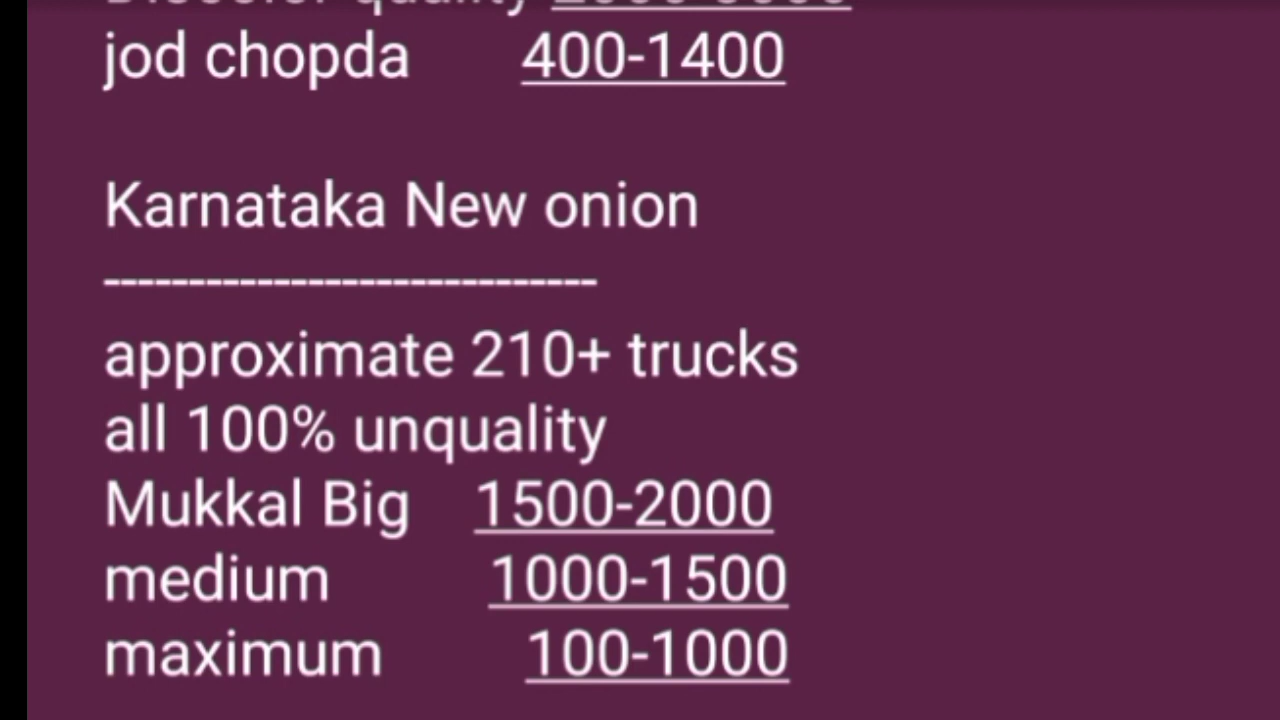 jod chopda 400-1400
Karnataka New onion
-----------------------------
approximate 210+ trucks
all 100% unquality
Mukkal Big 1500-2000
medium 1000-1500
maximum 100-1000